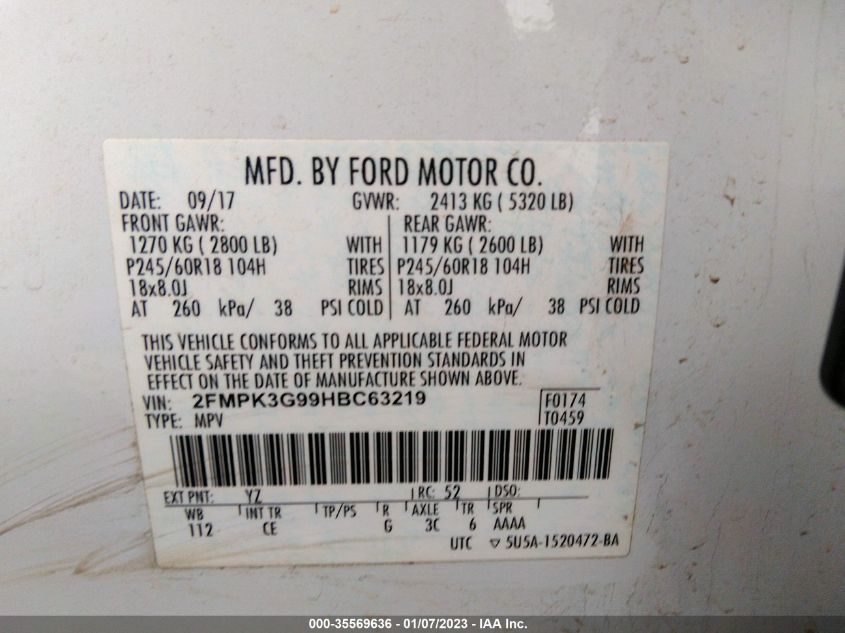 MFD. BY FORD MOTOR CO.
DATE: 09/17 GVWR: 2413 KG ( 5320 LB)
FRONT GAWR: REAR GAWR:
1270 KG ( 2800 LB) WITH 1179 KG ( 2600 LB) WITH
P245/60R18 104H TIRES P245/60R18 104H TIRES
18x8.0J RIMS 18x8.0J RIMS
AT 260 kPa/ 38 PSI COLD AT 260 kPa/ 38 PSI COLD
THIS VEHICLE CONFORMS TO ALL APPLICABLE FEDERAL MOTOR
VEHICLE SAFETY AND THEFT PREVENTION STANDARDS IN
EFFECT ON THE DATE OF MANUFACTURE SHOWN ABOVE.
VIN: 2FMPK3G99HBC63219 F0174
TYPE: MPV T0459
EXT PNT: YZ RC: 52 DSO:
WB INT TR TP/PS R AXLE TR SPR
112 CE G 3C 6 AAAA
UTC ▽ 5U5A-1520472-BA
000-35569636 - 01/07/2023 - IAA Inc.